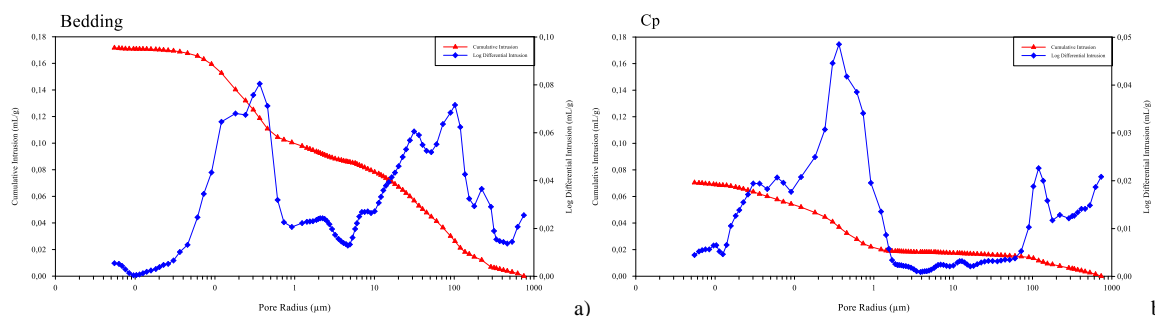 Bedding
0,18
0,16
0,14
0,12
0,10
0,08
0,06
0,04
0,02
0,00
Cumulative Intrusion (mL/g)
0,10
0,08
0,06
0,04
0,02
0,00
Log Differential Intrusion (mL/g)
Cumulative Intrusion
Log Differential Intrusion
0 0 0 1 10 100 1000
Pore Radius (µm)
a)
Cp
0,18
0,16
0,14
0,12
0,10
0,08
0,06
0,04
0,02
0,00
Cumulative Intrusion (mL/g)
0,05
0,04
0,03
0,02
0,01
0,00
Log Differential Intrusion (mL/g)
Cumulative Intrusion
Log Differential Intrusion
0 0 0 1 10 100 1000
Pore Radius (µm)
b